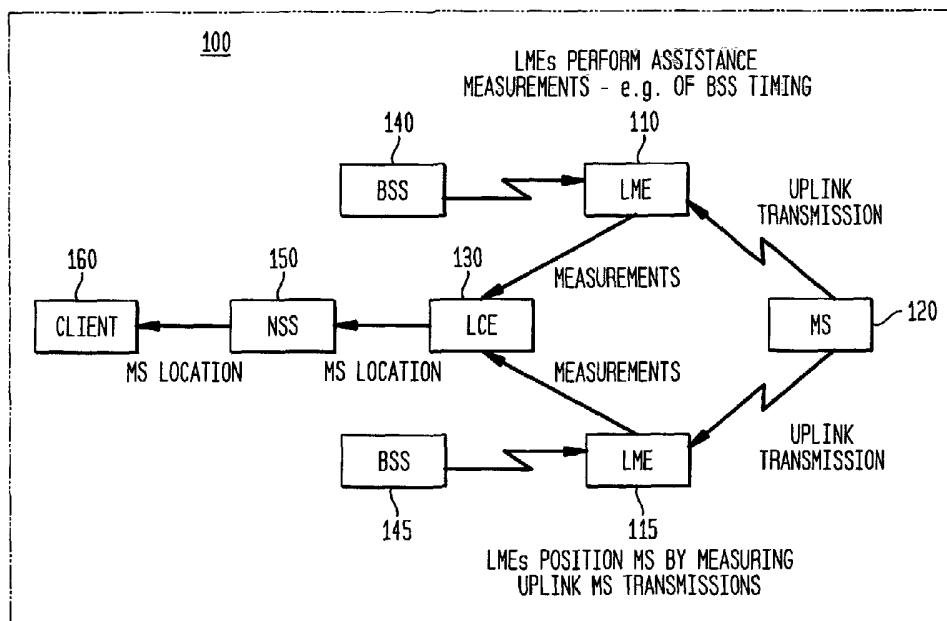 100
LMEs PERFORM ASSISTANCE
MEASUREMENTS - e.g. OF BSS TIMING
140
110
BSS
LME
UPLINK
TRANSMISSION
160
150
130
MEASUREMENTS
CLIENT
NSS
LCE
MS
120
MS LOCATION
MS LOCATION
MEASUREMENTS
UPLINK
TRANSMISSION
BSS
LME
145
115
LMEs POSITION MS BY MEASURING
UPLINK MS TRANSMISSIONS